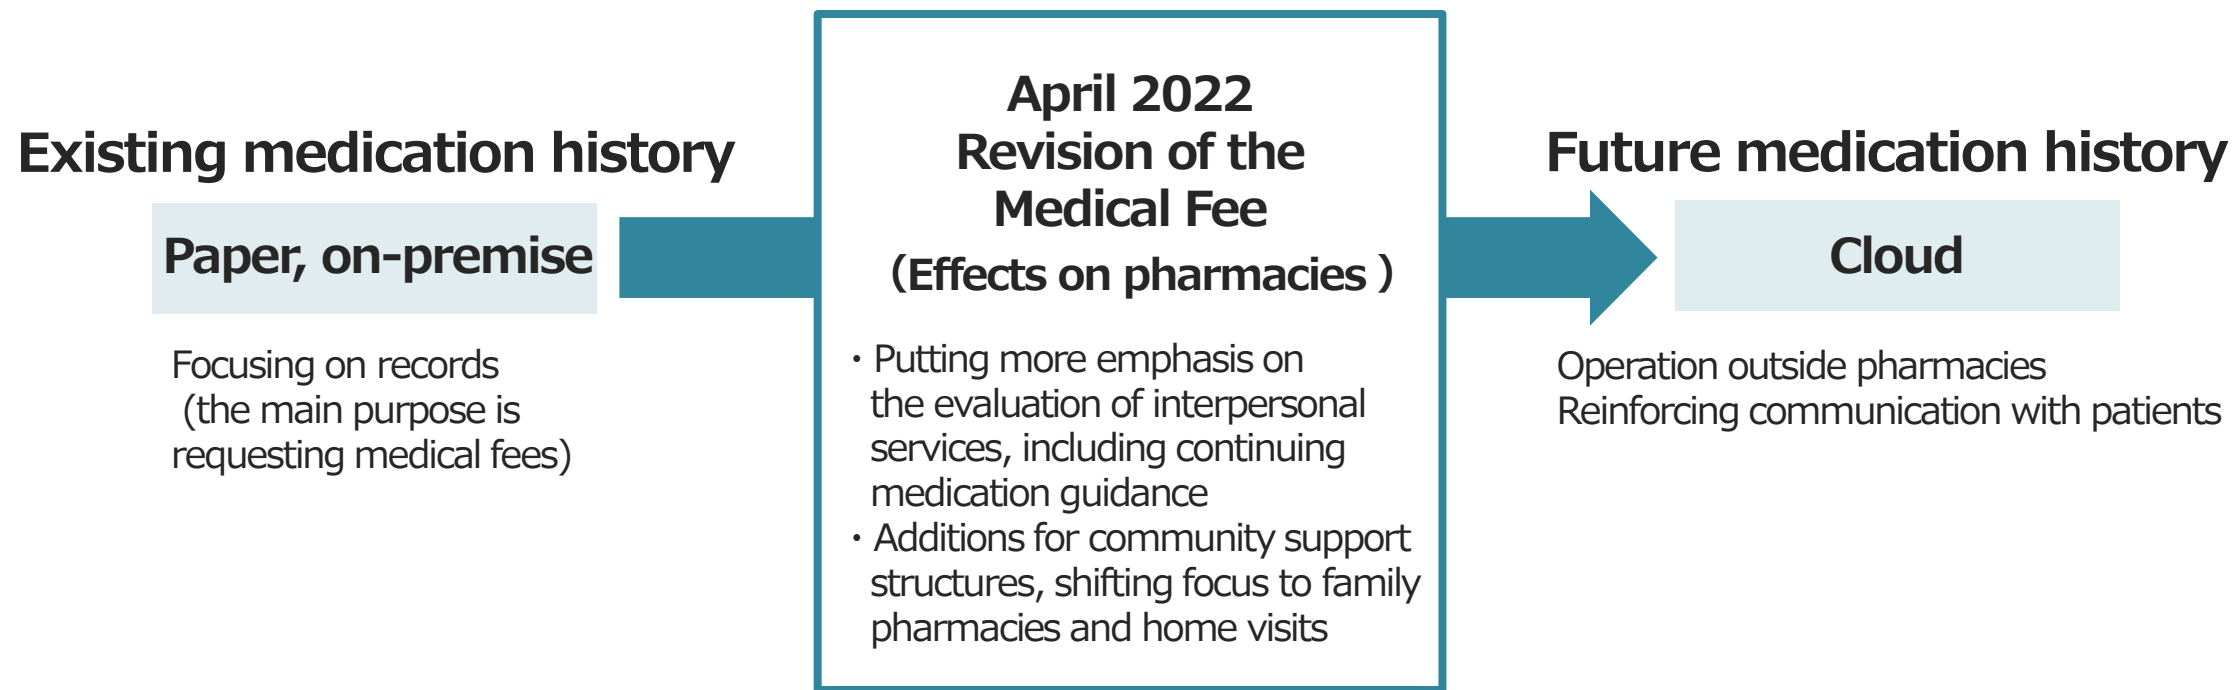 Existing medication history
Paper, on-premise
Focusing on records
(the main purpose is
requesting medical fees)
April 2022
Revision of the
Medical Fee
（Effects on pharmacies ）
・Putting more emphasis on
the evaluation of interpersonal
services, including continuing
medication guidance
・Additions for community support
structures, shifting focus to family
pharmacies and home visits
Future medication history
Cloud
Operation outside pharmacies
Reinforcing communication with patients